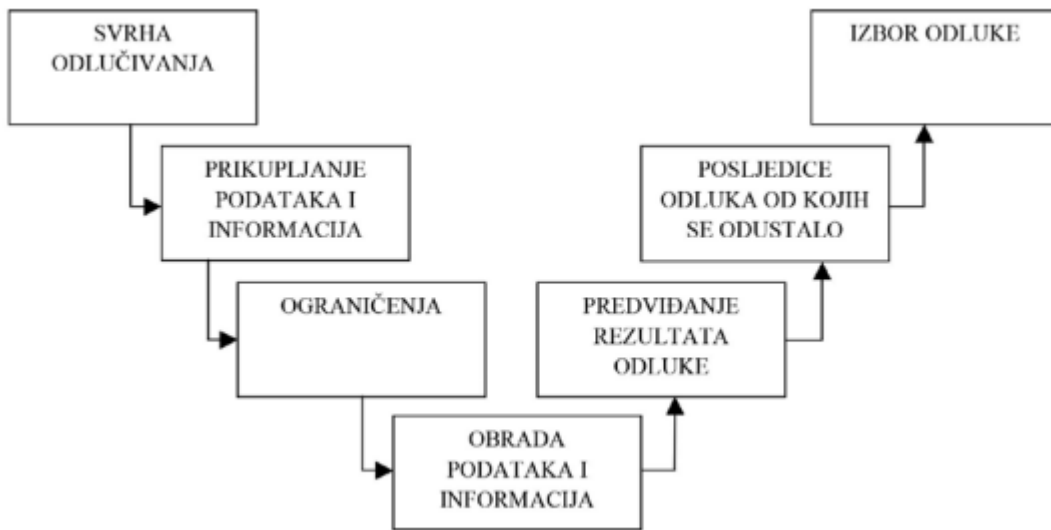 SVRHA
ODLUČIVANJA
PRIKUPLJANJE
PODATAKA I
INFORMACIJA
OGRANIČENJA
OBRADA
PODATAKA I
INFORMACIJA
PREDVIĐANJE
REZULTATA
ODLUKE
POSLJEDICE
ODLUKA OD KOJIH
SE ODUSTALO
IZBOR ODLUKE